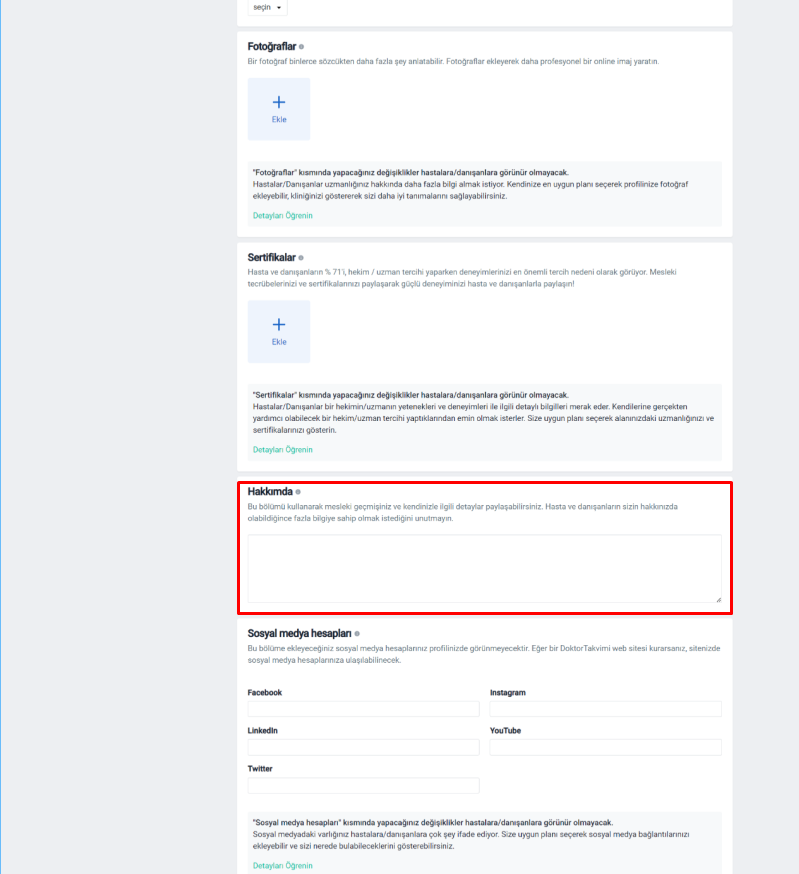 seçin
Fotoğraflar
Bir fotoğraf binlerce sözcükten daha fazla şey anlatabilir. Fotoğraflar ekleyerek daha profesyonel bir online imaj yaratın.
Ekle
"Fotoğraflar" kısmında yapacağınız değişiklikler hastalara/danışanlara görünür olmayacak.
Hastalar/Danışanlar uzmanlığınız hakkında daha fazla bilgi almak istiyor. Kendinize en uygun planı seçerek profilinize fotoğraf
ekleyebilir, kliniğinizi göstererek sizi daha iyi tanımalarını sağlayabilirsiniz.
Detayları Öğrenin
Sertifikalar
Hasta ve danışanların % 71'i, hekim / uzman tercihi yaparken deneyimlerinizi en önemli tercih nedeni olarak görüyor. Mesleki
tecrübelerinizi ve sertifikalarınızı paylaşarak güçlü deneyiminizi hasta ve danışanlarla paylaşın!
Ekle
"Sertifikalar" kısmında yapacağınız değişiklikler hastalara/danışanlara görünür olmayacak.
Hastalar/Danışanlar bir hekimin/uzmanın yetenekleri ve deneyimleri ile ilgili detaylı bilgileri merak eder. Kendilerine gerçekten
yardımcı olabilecek bir hekim/uzman tercihi yaptıklarından emin olmak isterler. Size uygun planı seçerek alanınızdaki uzmanlığınızı ve
sertifikalarınızı gösterin.
Detayları Öğrenin
Hakkımda
Bu bölümü kullanarak mesleki geçmişiniz ve kendinizle ilgili detaylar paylaşabilirsiniz. Hasta ve danışanların sizin hakkınızda
olabildiğince fazla bilgiye sahip olmak istediğini unutmayın.
Sosyal medya hesapları
Bu bölüme ekleyeceğiniz sosyal medya hesaplarınız profilinizde görünmeyecektir. Eğer bir DoktorTakvimi web sitesi kurarsanız, sitenizde
sosyal medya hesaplarınıza ulaşılabilinecek.
Facebook
Instagram
LinkedIn
YouTube
Twitter
"Sosyal medya hesapları" kısmında yapacağınız değişiklikler hastalara/danışanlara görünür olmayacak.
Sosyal medyadaki varlığınız hastalara/danışanlara çok şey ifade ediyor. Size uygun planı seçerek sosyal medya bağlantılarınızı
ekleyebilir ve sizi nerede bulabileceklerini gösterebilirsiniz.
Detayları Öğrenin